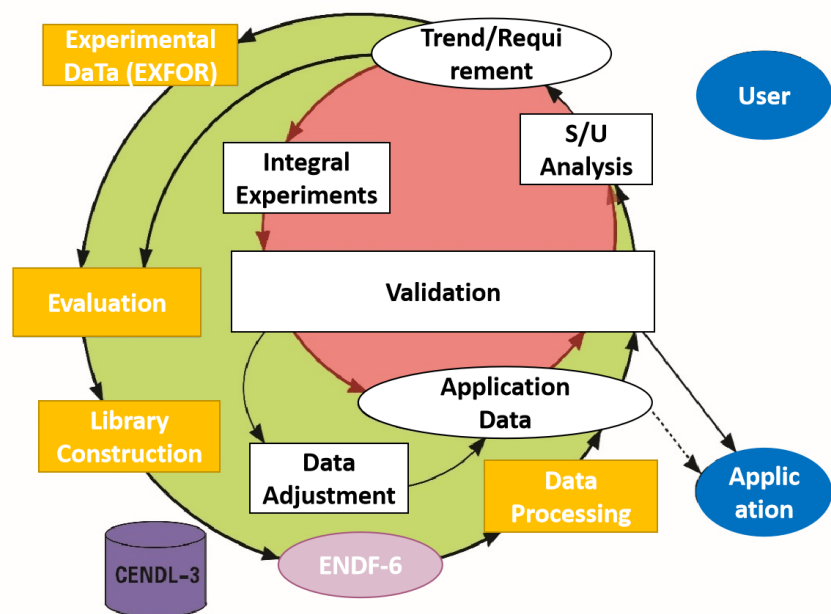 Experimental
DaTa (EXFOR)
Trend/Requi
rement
User
S/U
Analysis
Integral
Experiments
Evaluation
Validation
Application
Data
Library
Construction
Data
Adjustment
Data
Processing
Applic
ation
CENDL-3
ENDF-6